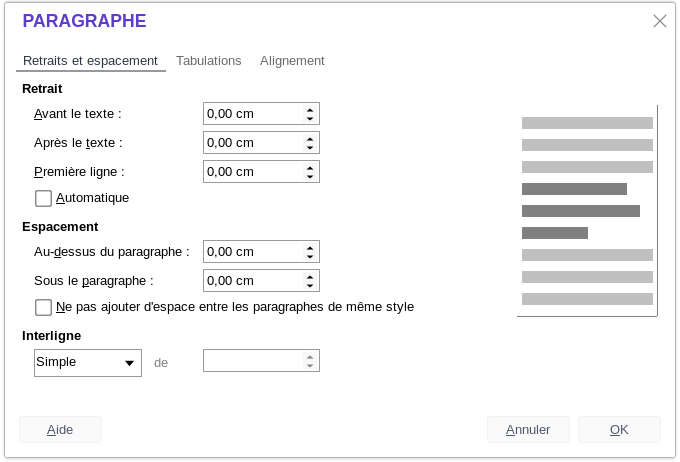 PARAGRAPHE
Retraits et espacement Tabulations Alignement
Retrait
Avant le texte : 0,00 cm
Après le texte : 0,00 cm
Première ligne : 0,00 cm
Automatique
Espacement
Au-dessus du paragraphe : 0,00 cm
Sous le paragraphe : 0,00 cm
Ne pas ajouter d'espace entre les paragraphes de même style
Interligne
Simple de
Aide Annuler OK